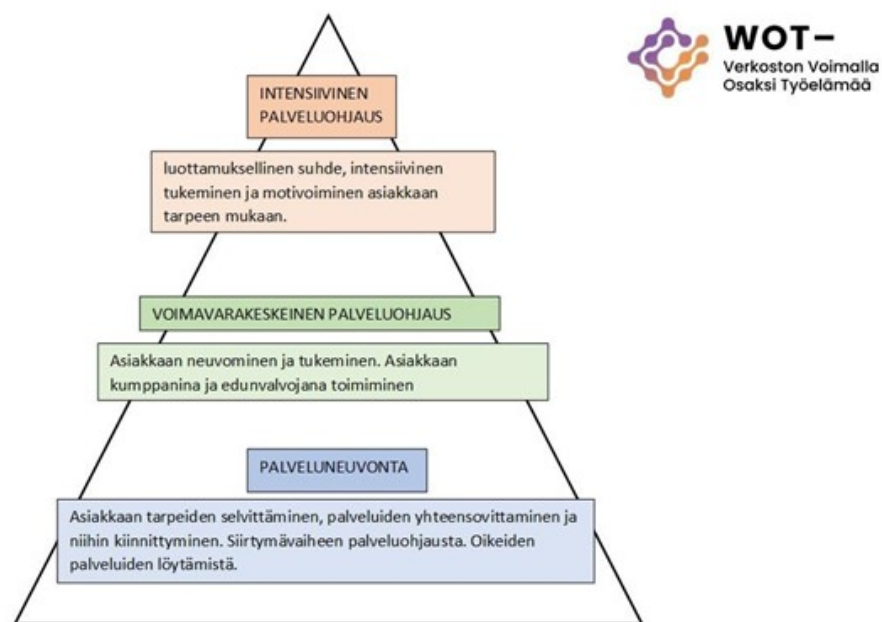 WOT–
Verkoston Voimalla
Osaksi Työelämää
INTENSIIVINEN
PALVELUOHJAUS
luottamuksellinen suhde, intensiivinen
tukeminen ja motivoiminen asiakkaan
tarpeen mukaan.
VOIMAVARAKESKEINEN PALVELUOHJAUS
Asiakkaan neuvominen ja tukeminen. Asiakkaan
kumppanina ja edunvalvojana toimiminen
PALVELUNEUVONTA
Asiakkaan tarpeiden selvittäminen, palveluiden yhteensovittaminen ja
niihin kiinnittyminen. Siirtymävaiheen palveluohjausta. Oikeiden
palveluiden löytämistä.